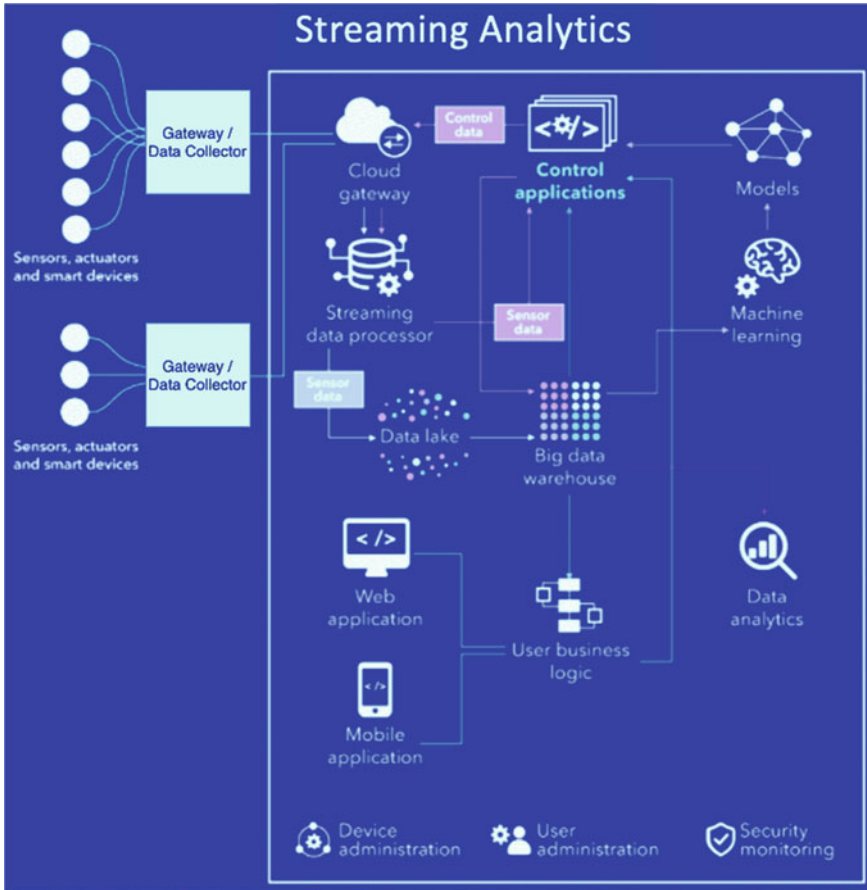 Streaming Analytics
Gateway /
Data Collector
Sensors, actuators
and smart devices
Gateway /
Data Collector
Sensors, actuators
and smart devices
Cloud
gateway
Control
data
Control
applications
Models
Streaming
data processor
Sensor
data
Machine
learning
Sensor
data
Data lake
Big data
warehouse
Web
application
User business
logic
Data
analytics
Mobile
application
Device
administration
User
administration
Security
monitoring